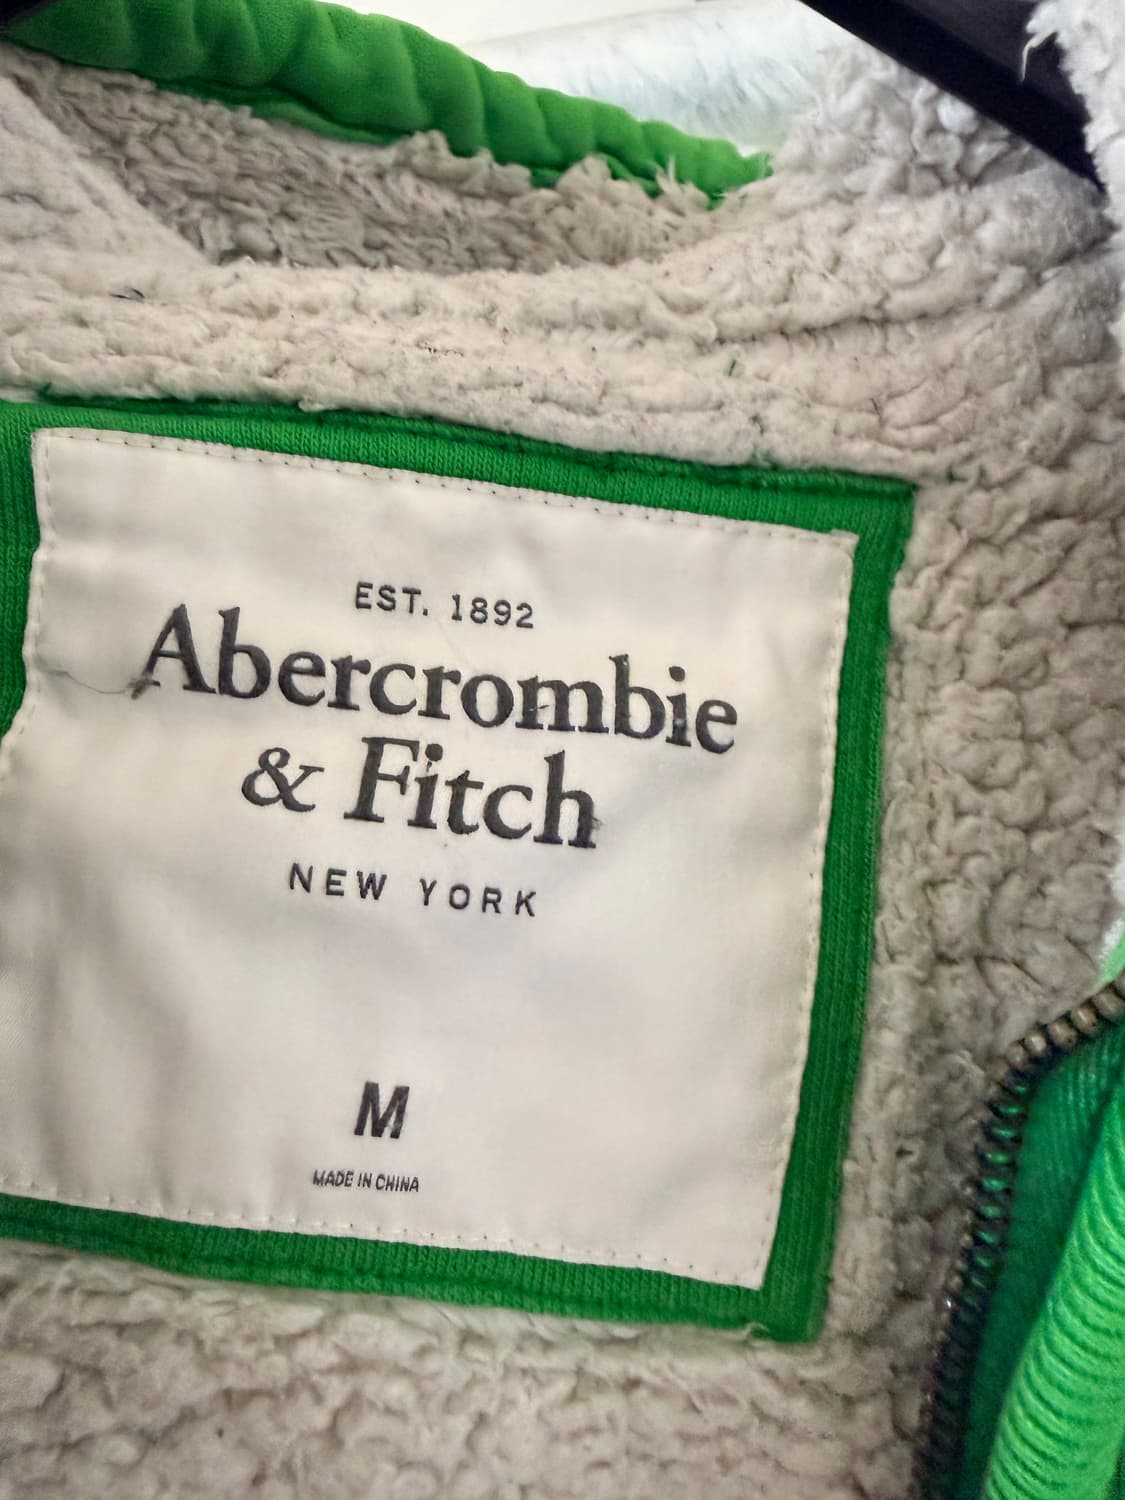 EST. 1892
Abercrombie
& Fitch
NEW YORK
M
MADE IN CHINA